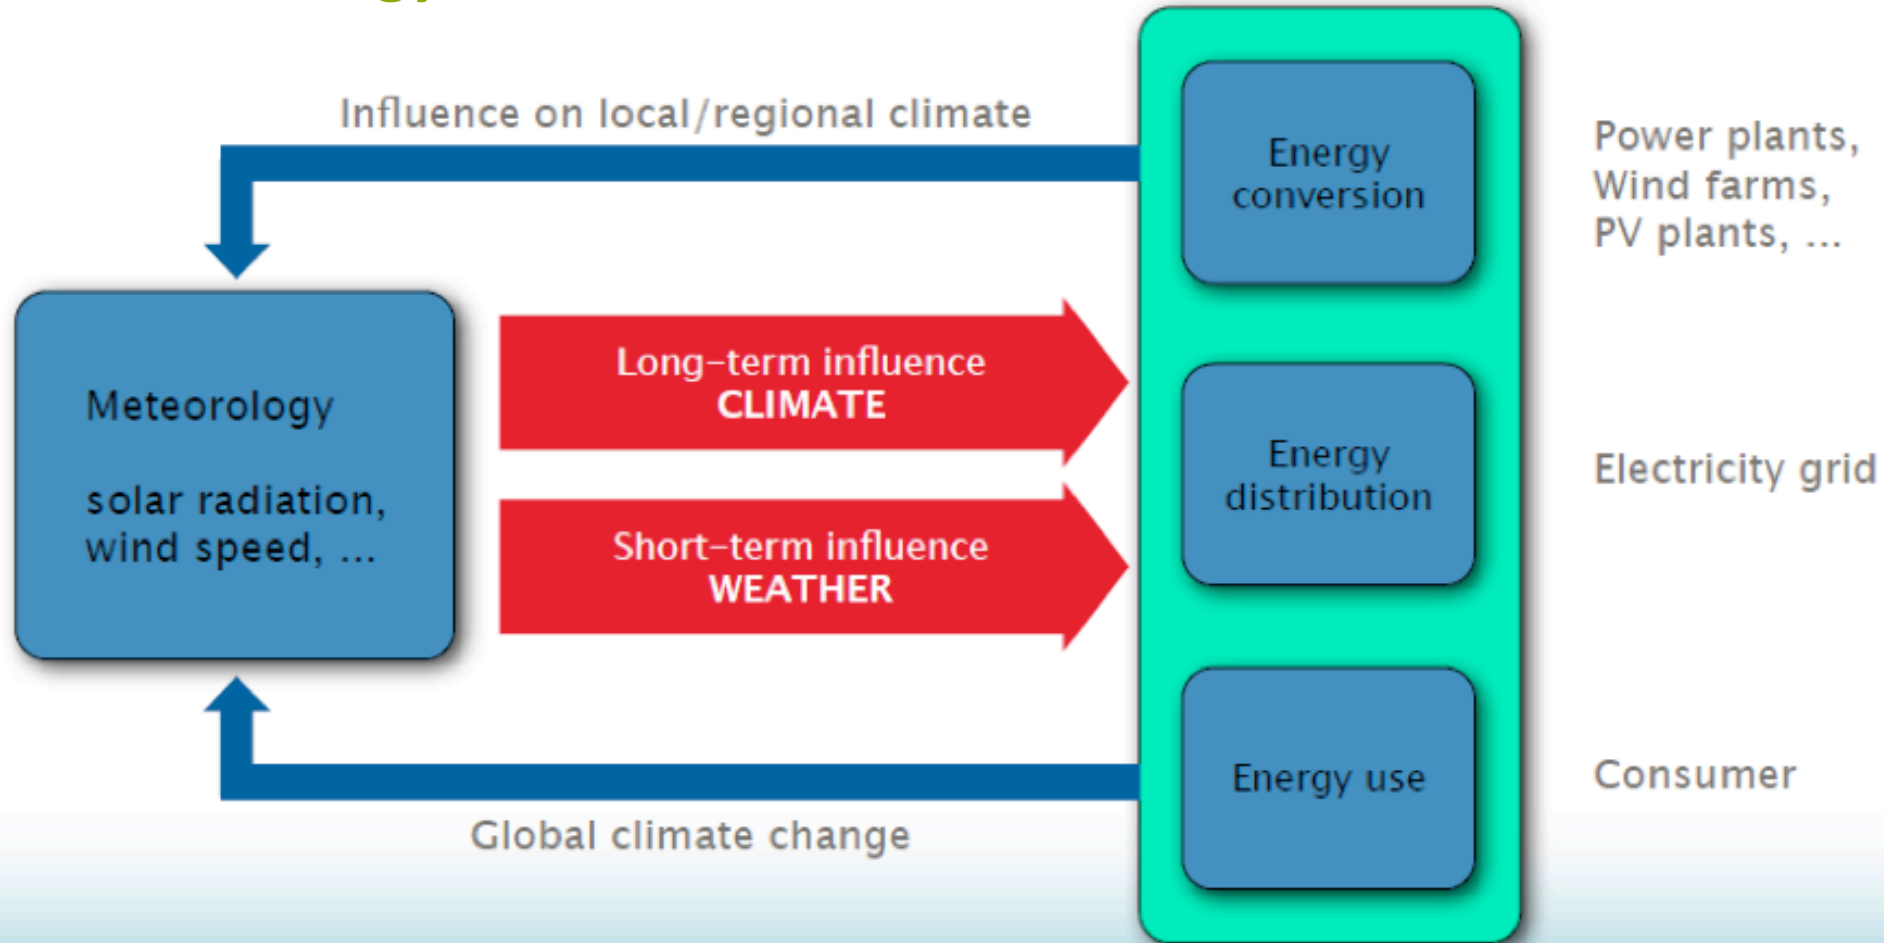 Influence on local/regional climate
Energy
conversion
Power plants,
Wind farms,
PV plants, ...
Meteorology
solar radiation,
wind speed, ...
Long-term influence
CLIMATE
Short-term influence
WEATHER
Energy
distribution
Electricity grid
Energy use
Consumer
Global climate change